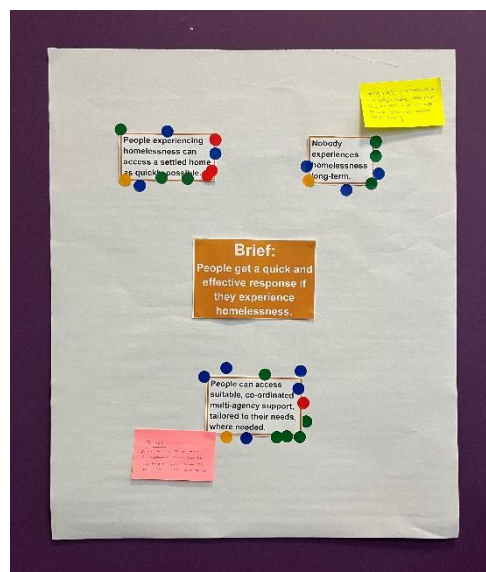 People experiencing
homelessness can
access a settled home
as quickly possible.
Nobody
experiences
homelessness
long-term.
Brief:
People get a quick and
effective response if
they experience
homelessness.
People can access
suitable, co-ordinated
multi-agency support,
tailored to their needs,
where needed.